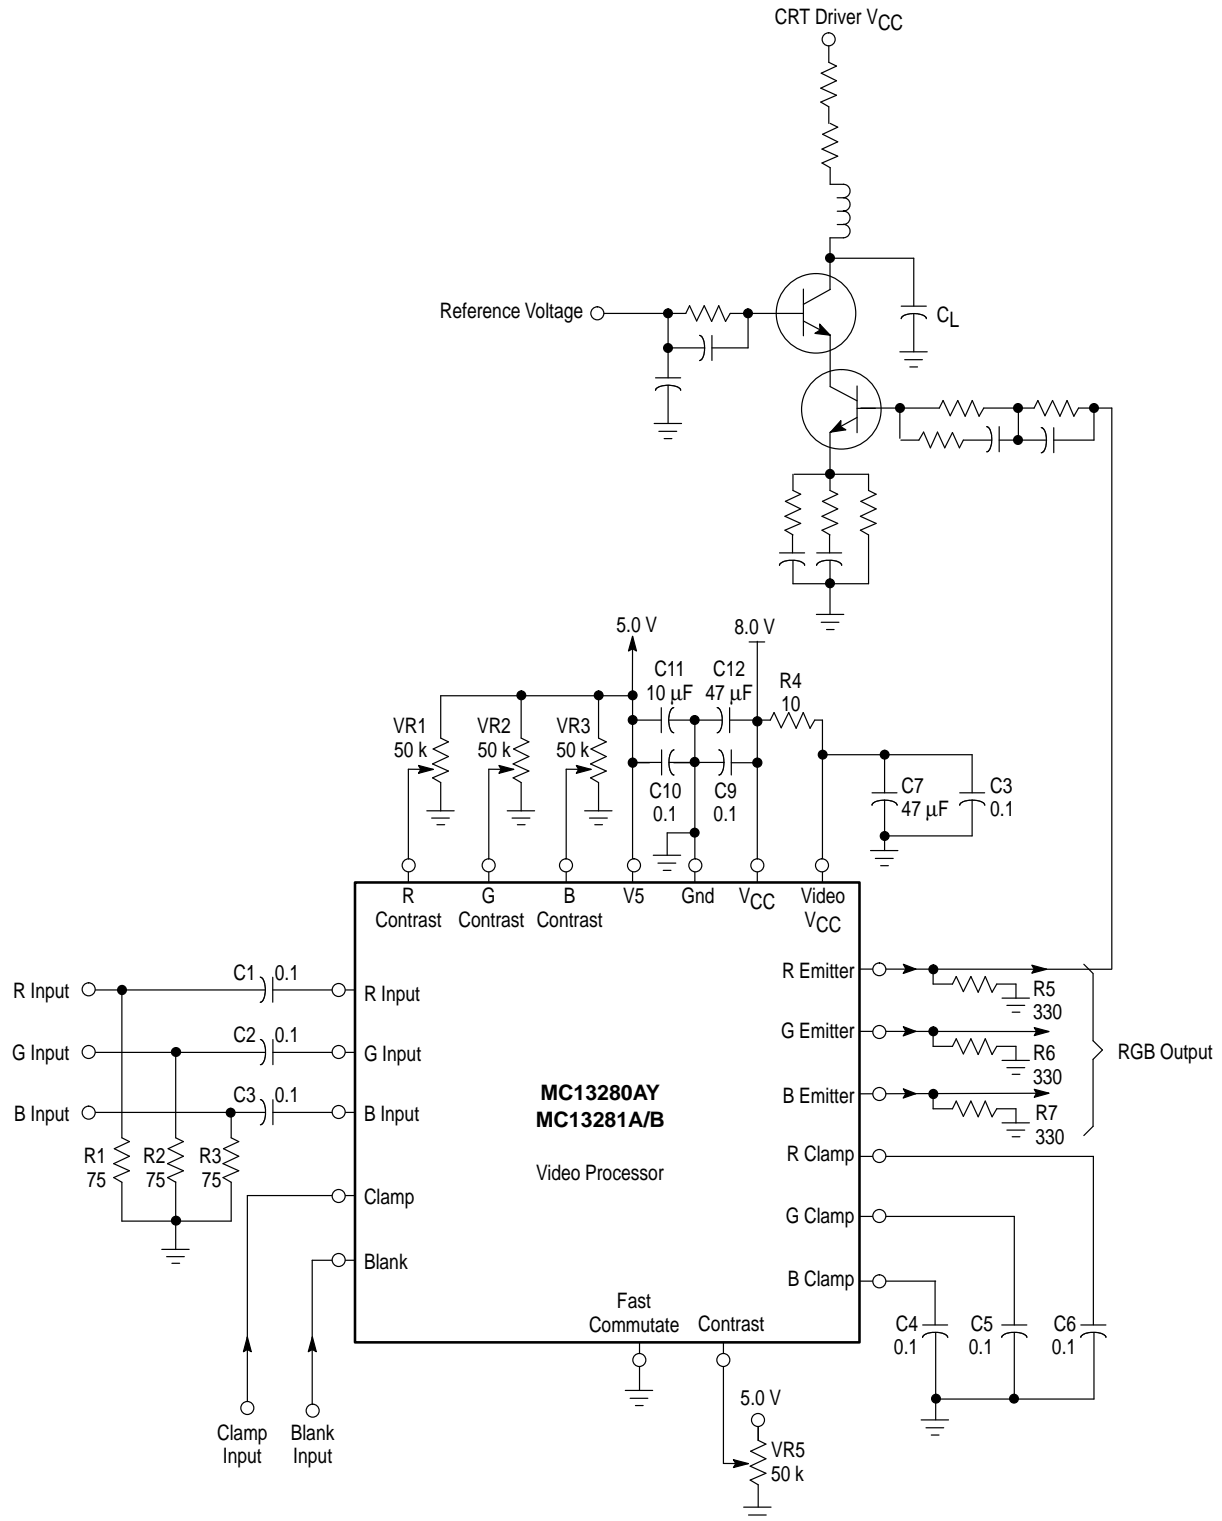 CRT Driver VCC
Reference Voltage
CL
5.0 V
8.0 V
C11
10 µF
C12
47 µF
R4
10
VR1
50 k
VR2
50 k
VR3
50 k
C10
0.1
C9
0.1
C7
47 µF
C3
0.1
R
Contrast
G
Contrast
B
Contrast
V5
Gnd
VCC
Video
VCC
R Input
C1
0.1
R Input
R Emitter
R5
330
G Input
C2
0.1
G Input
G Emitter
R6
330
RGB Output
B Input
C3
0.1
B Input
MC13280AY
MC13281A/B
Video Processor
B Emitter
R7
330
R1
75
R2
75
R3
75
R Clamp
Clamp
G Clamp
Blank
B Clamp
Fast
Commutate
Contrast
C4
0.1
C5
0.1
C6
0.1
Clamp
Input
Blank
Input
5.0 V
VR5
50 k